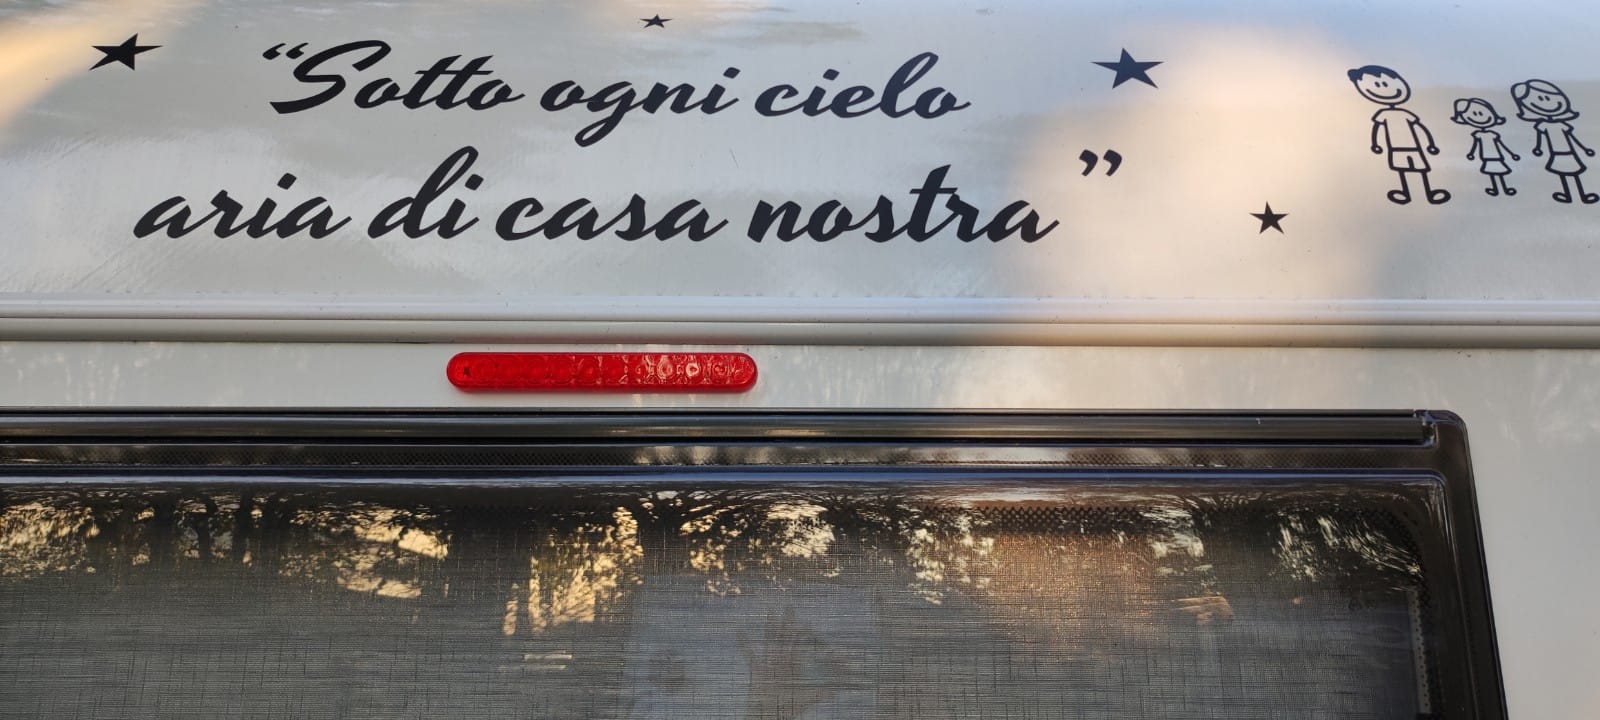 “Sotto ogni cielo
aria di casa nostra”